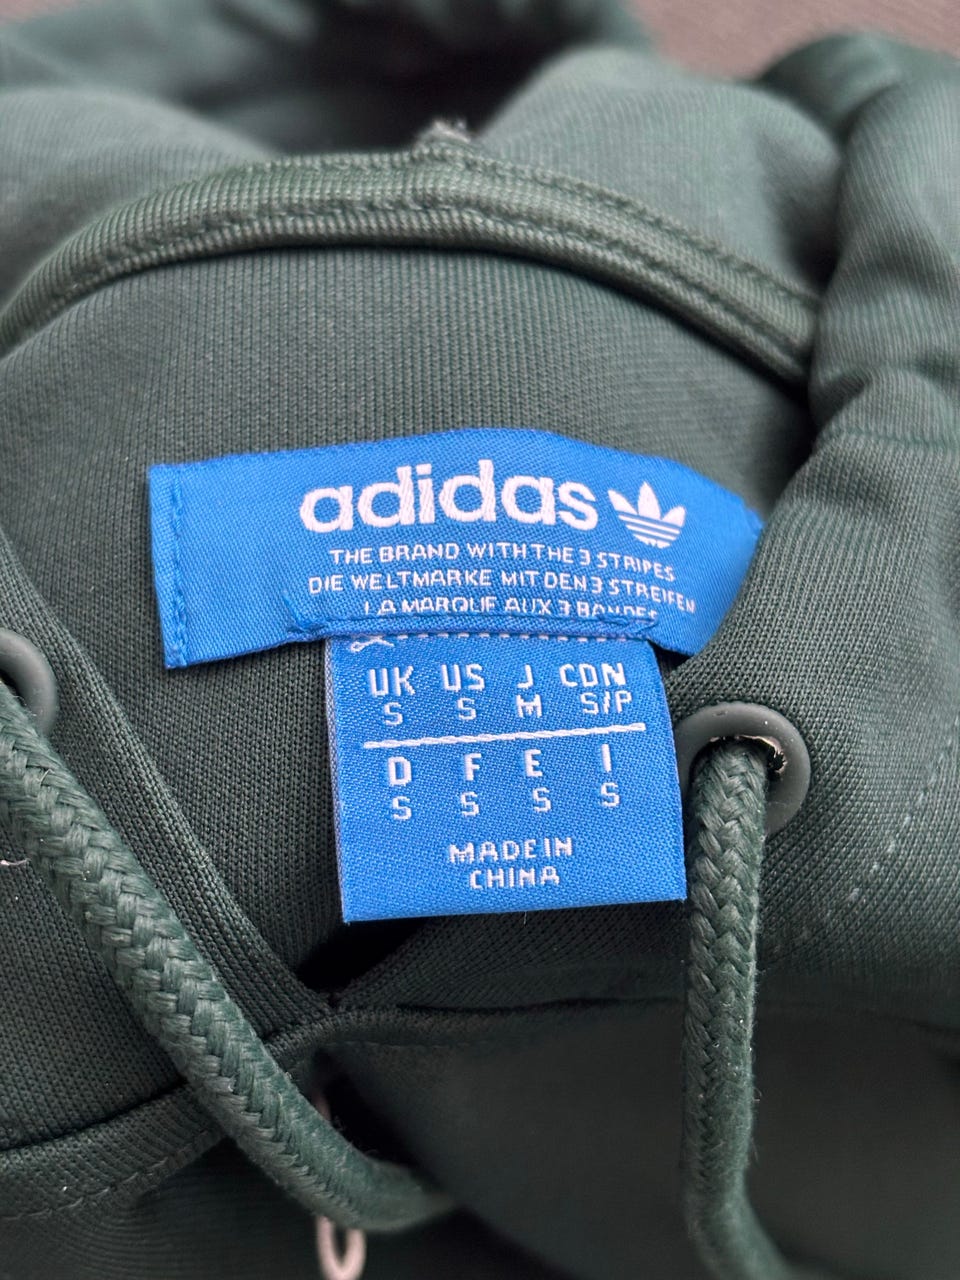 adidas
THE BRAND WITH THE 3 STRIPES
DIE WELTMARKE MIT DEN 3 STREIFEN
LA MARQUE AUX 3 BANDES
UK US J CDN
S S M S/P
D F E I
S S S S
MADE IN
CHINA